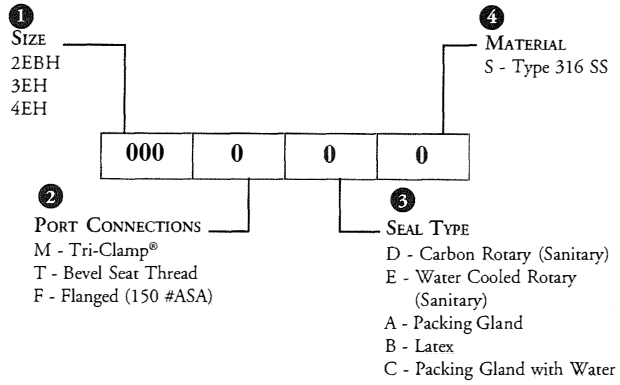 1
SIZE
2EBH
3EH
4EH
4
MATERIAL
S - Type 316 SS
000 0 0 0
2
PORT CONNECTIONS
M - Tri-Clamp®
T - Bevel Seat Thread
F - Flanged (150 #ASA)
3
SEAL TYPE
D - Carbon Rotary (Sanitary)
E - Water Cooled Rotary
(Sanitary)
A - Packing Gland
B - Latex
C - Packing Gland with Water